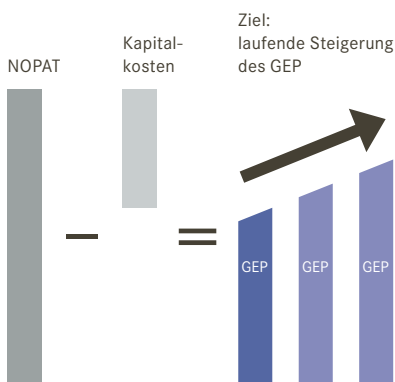 NOPAT
Kapital-
kosten
Ziel:
laufende Steigerung
des GEP
GEP
GEP
GEP